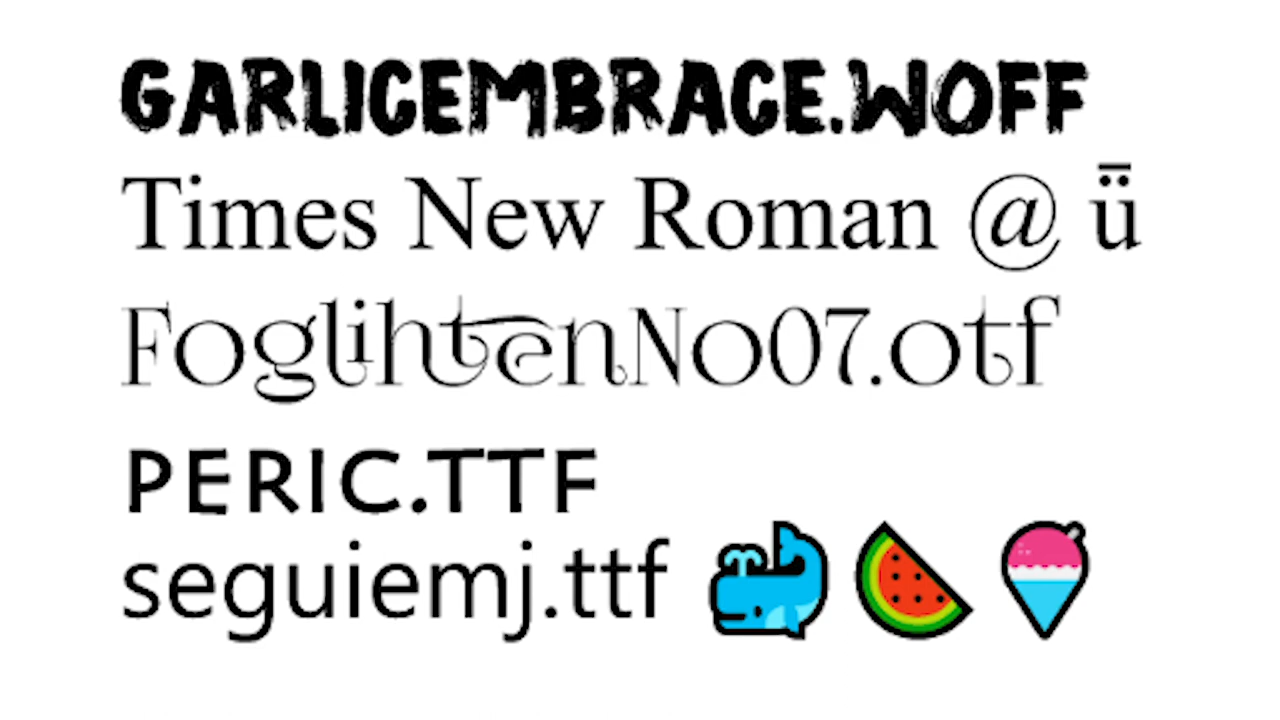 GARLICEMBRACE.WOFF
Times New Roman @ ǖ
FoglihtenNo07.otf
PERIC.TTF
seguiemj.ttf 🐳 🍉 🍧